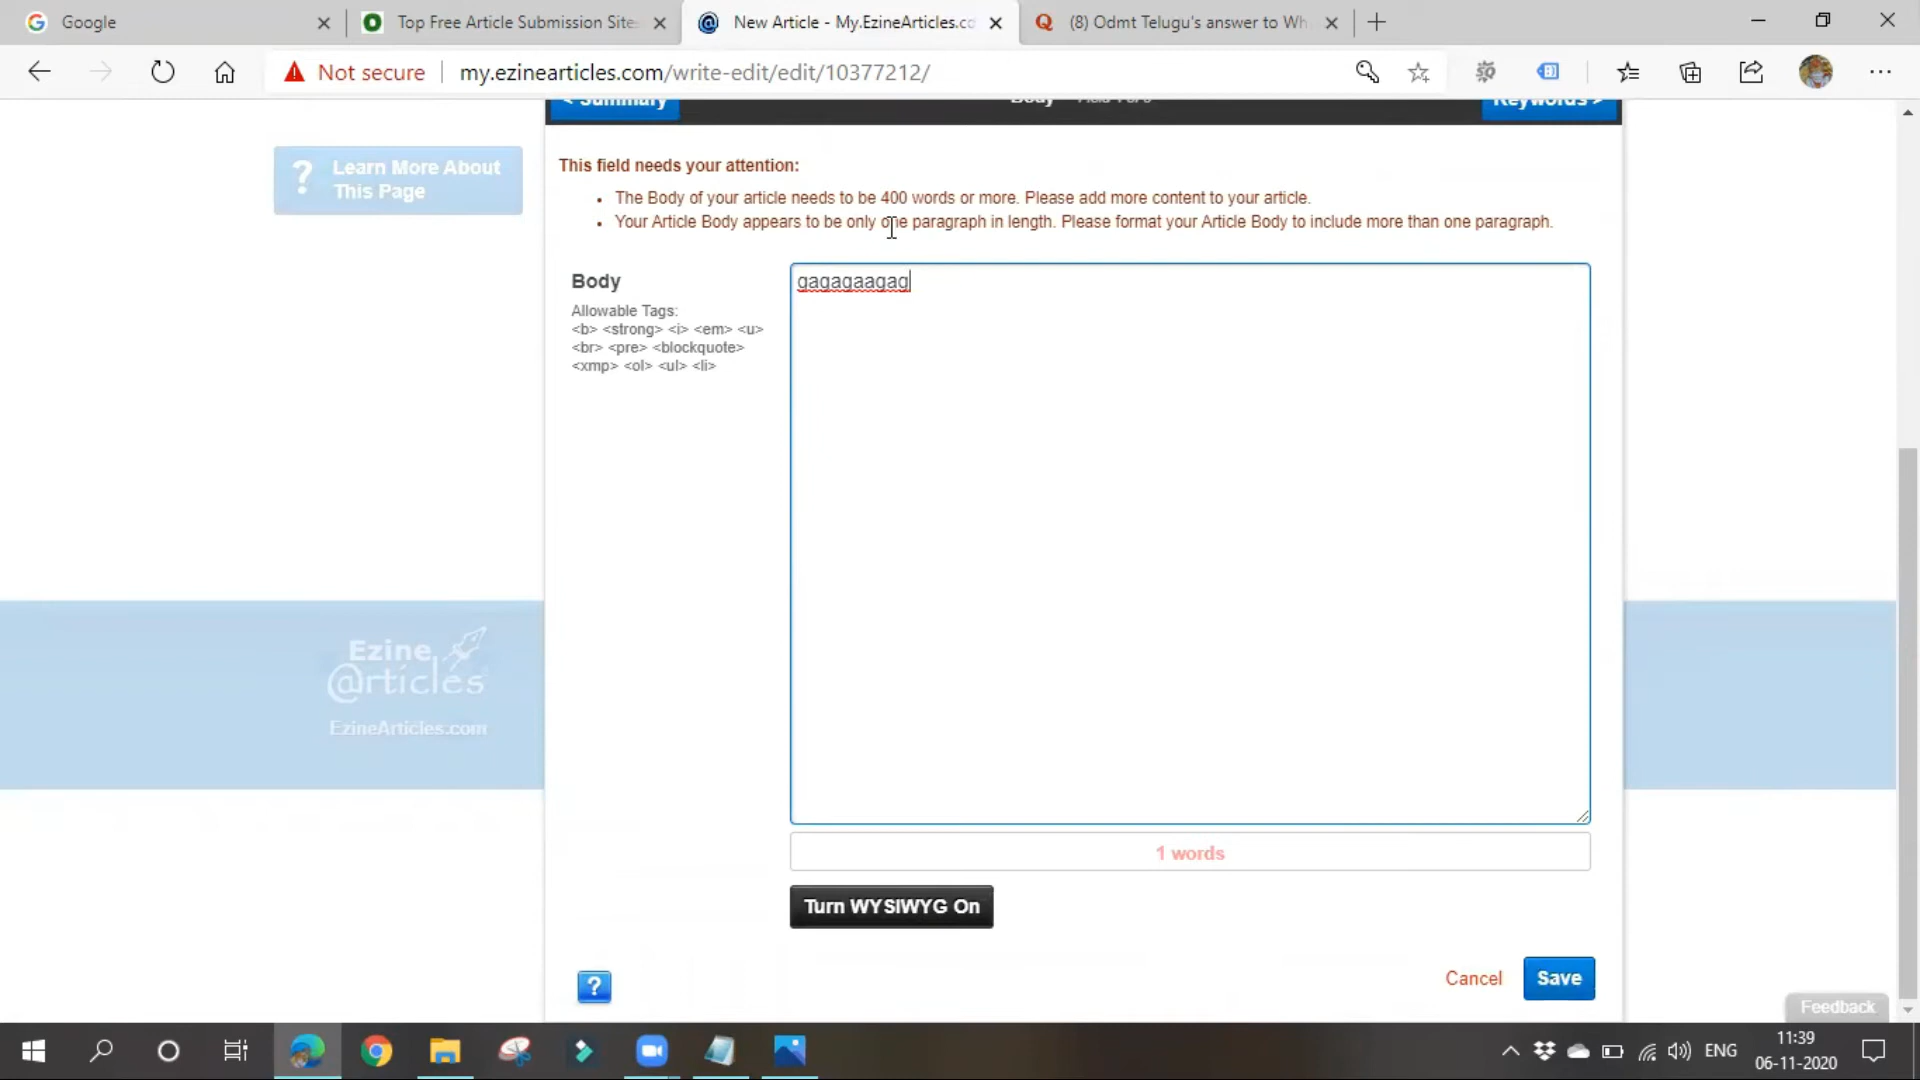 Google
Top Free Article Submission Sites
New Article - My.EzineArticles.co
(8) Odmt Telugu's answer to Wh
Not secure
my.ezinearticles.com/write-edit/edit/10377212/
< Summary
Body
Keywords >
Learn More About
This Page
This field needs your attention:
The Body of your article needs to be 400 words or more. Please add more content to your article.
Your Article Body appears to be only one paragraph in length. Please format your Article Body to include more than one paragraph.
Body
gagagaagag
Allowable Tags:
<b> <strong> <i> <em> <u>
<br> <pre> <blockquote>
<xmp> <ol> <ul> <li>
Ezine
@rticles
EzineArticles.com
1 words
Turn WYSIWYG On
?
Cancel
Save
Feedback
ENG
11:39
06-11-2020